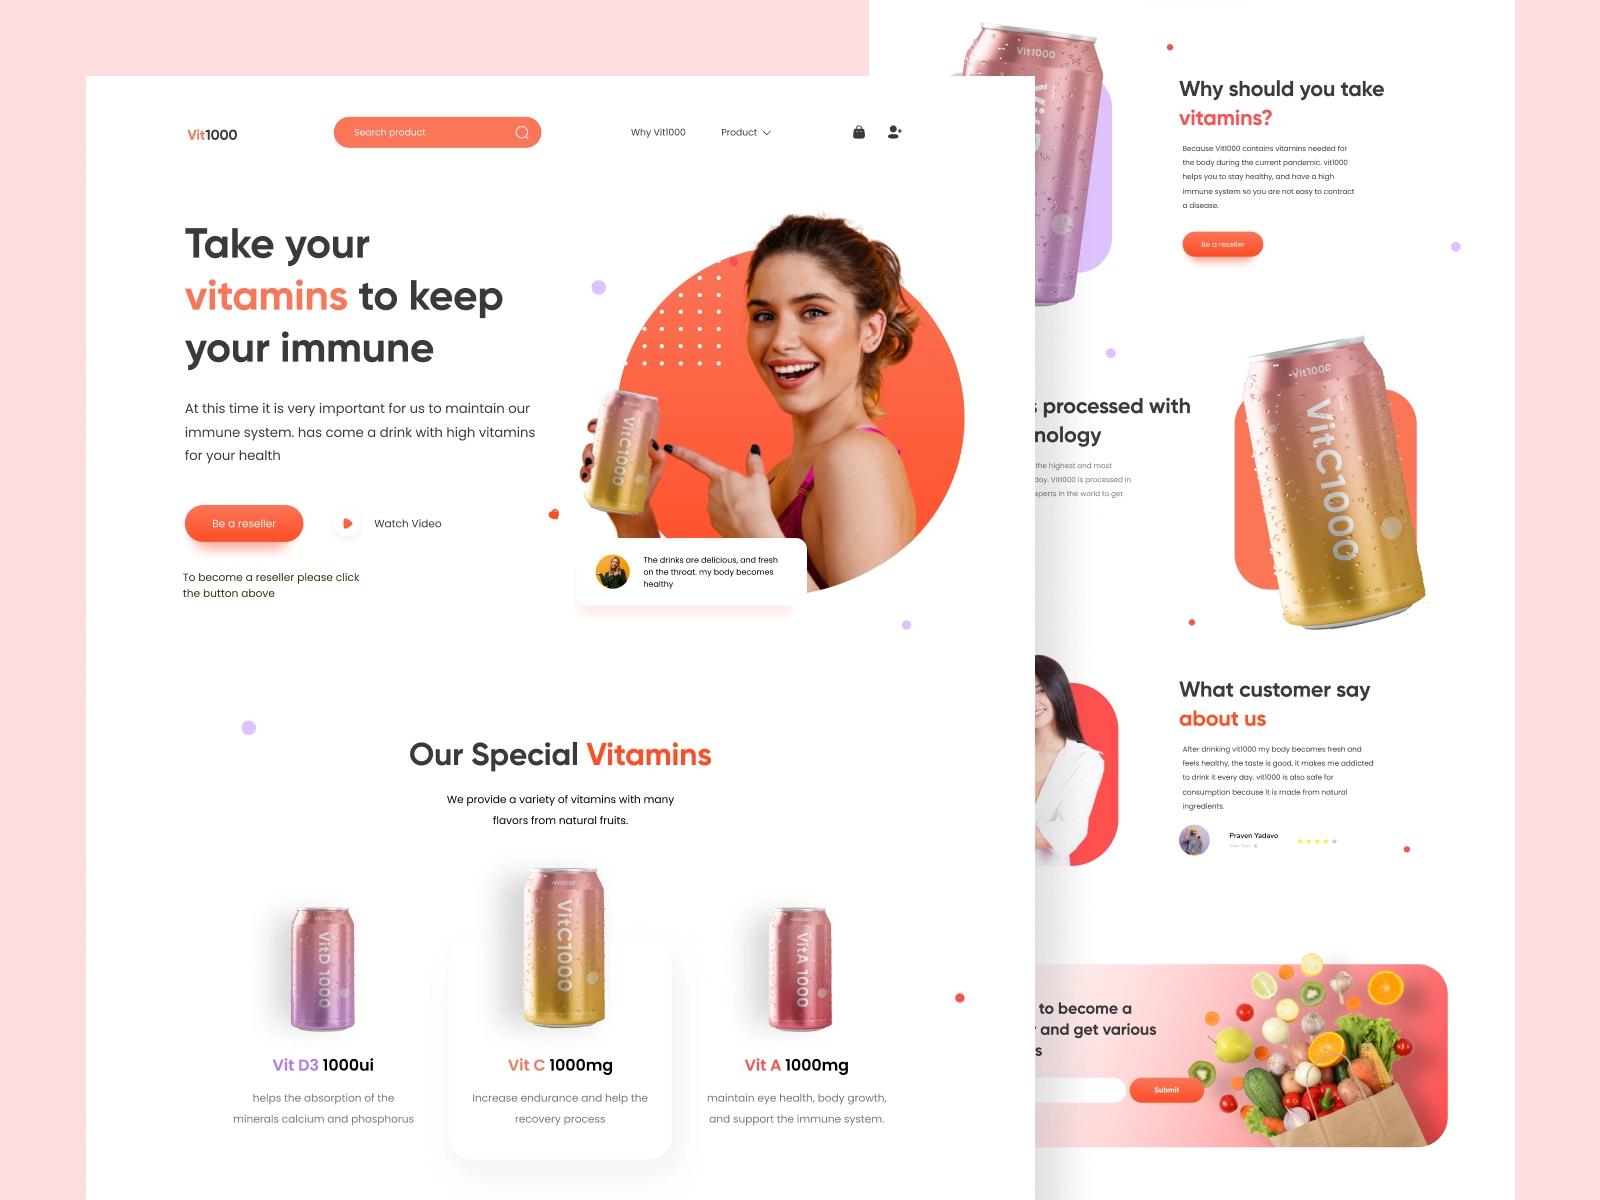 Vit1000
Search product
Why Vit1000
Product
Take your
vitamins to keep
your immune
At this time it is very important for us to maintain our
immune system. has come a drink with high vitamins
for your health
Be a reseller
Watch Video
To become a reseller please click
the button above
VitC1000
The drinks are delicious, and fresh
on the throat. my body becomes
healthy
Our Special Vitamins
We provide a variety of vitamins with many
flavors from natural fruits.
Vit1000
VitD 1000
Vit D3 1000ui
helps the absorption of the
minerals calcium and phosphorus
Vit1000
VitC1000
Vit C 1000mg
Increase endurance and help the
recovery process
Vit1000
VitA 1000
Vit A 1000mg
maintain eye health, body growth,
and support the immune system.
Vit1000
Why should you take
vitamins?
Because Vit1000 contains vitamins needed for
the body during the current pandemic. vit1000
helps you to stay healthy, and have a high
immune system so you are not easy to contract
a disease.
Be a reseller
s processed with
nology
the highest and most
day. Vit1000 is processed in
xperts in the world to get
Vit1000
VitC1000
What customer say
about us
After drinking vit1000 my body becomes fresh and
feels healthy, the taste is good, it makes me addicted
to drink it every day. vit1000 is also safe for
consumption because it is made from natural
ingredients.
Praven Yadavo
View Post
to become a
and get various
s
Submit